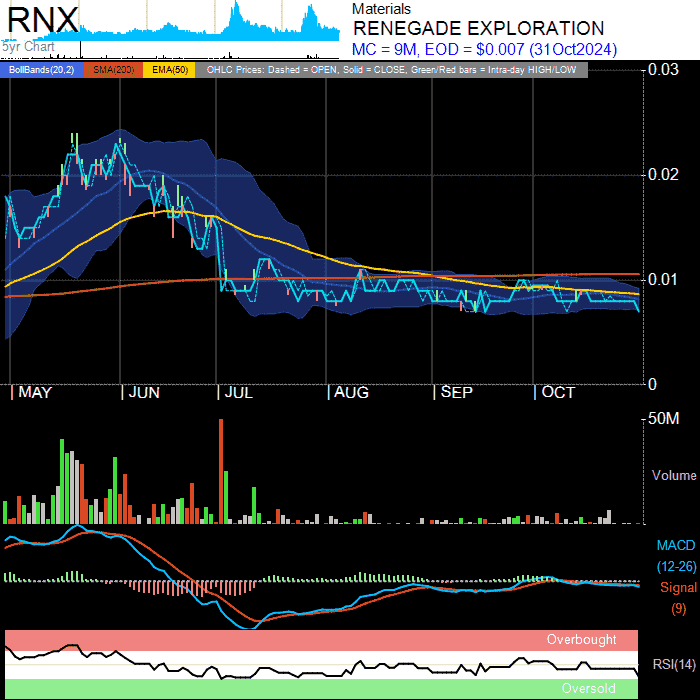 RNX
5yr Chart
Materials
RENEGADE EXPLORATION
MC = 9M, EOD = $0.007 (31Oct2024)
BollBands(20,2) SMA(200) EMA(50) OHLC Prices: Dashed = OPEN, Solid = CLOSE, Green/Red bars = Intra-day HIGH/LOW
0.03
0.02
0.01
0
MAY JUN JUL AUG SEP OCT
50M
Volume
MACD
(12-26)
Signal
(9)
Overbought
RSI(14)
Oversold